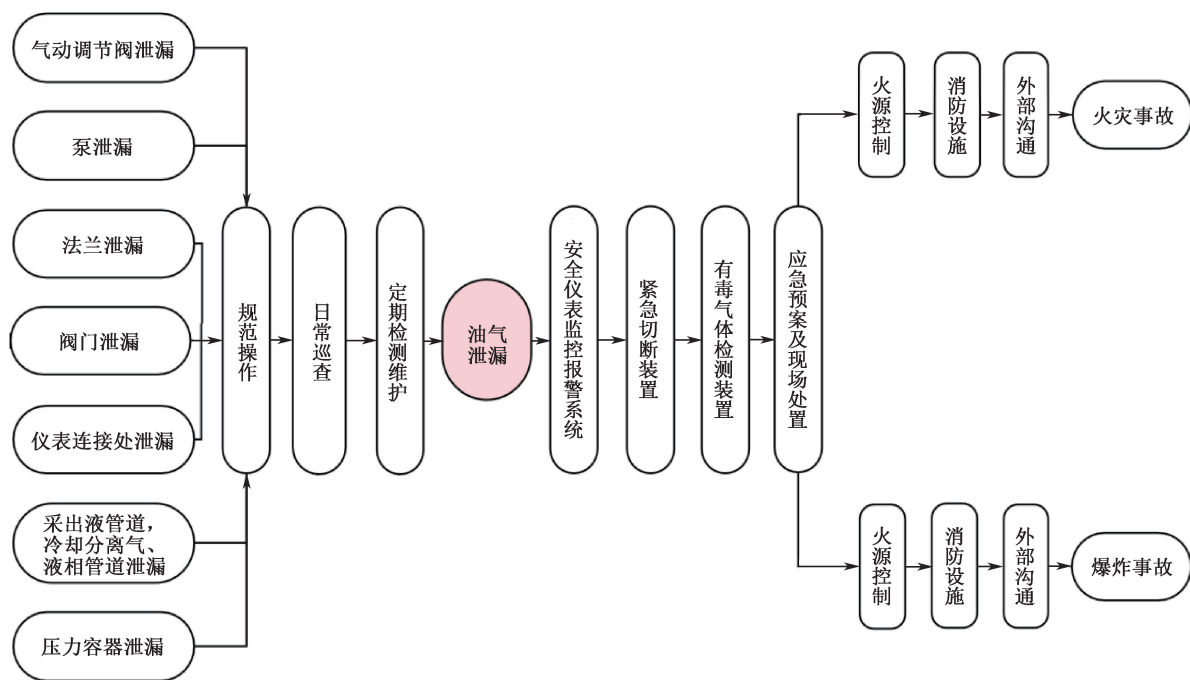 气动调节阀泄漏
泵泄漏
法兰泄漏
阀门泄漏
仪表连接处泄漏
采出液管道，
冷却分离气、
液相管道泄漏
压力容器泄漏
规范操作
日常巡查
定期检测维护
油气
泄漏
安全仪表监控报警系统
紧急切断装置
有毒气体检测装置
应急预案及现场处置
火源控制
消防设施
外部沟通
火灾事故
火源控制
消防设施
外部沟通
爆炸事故